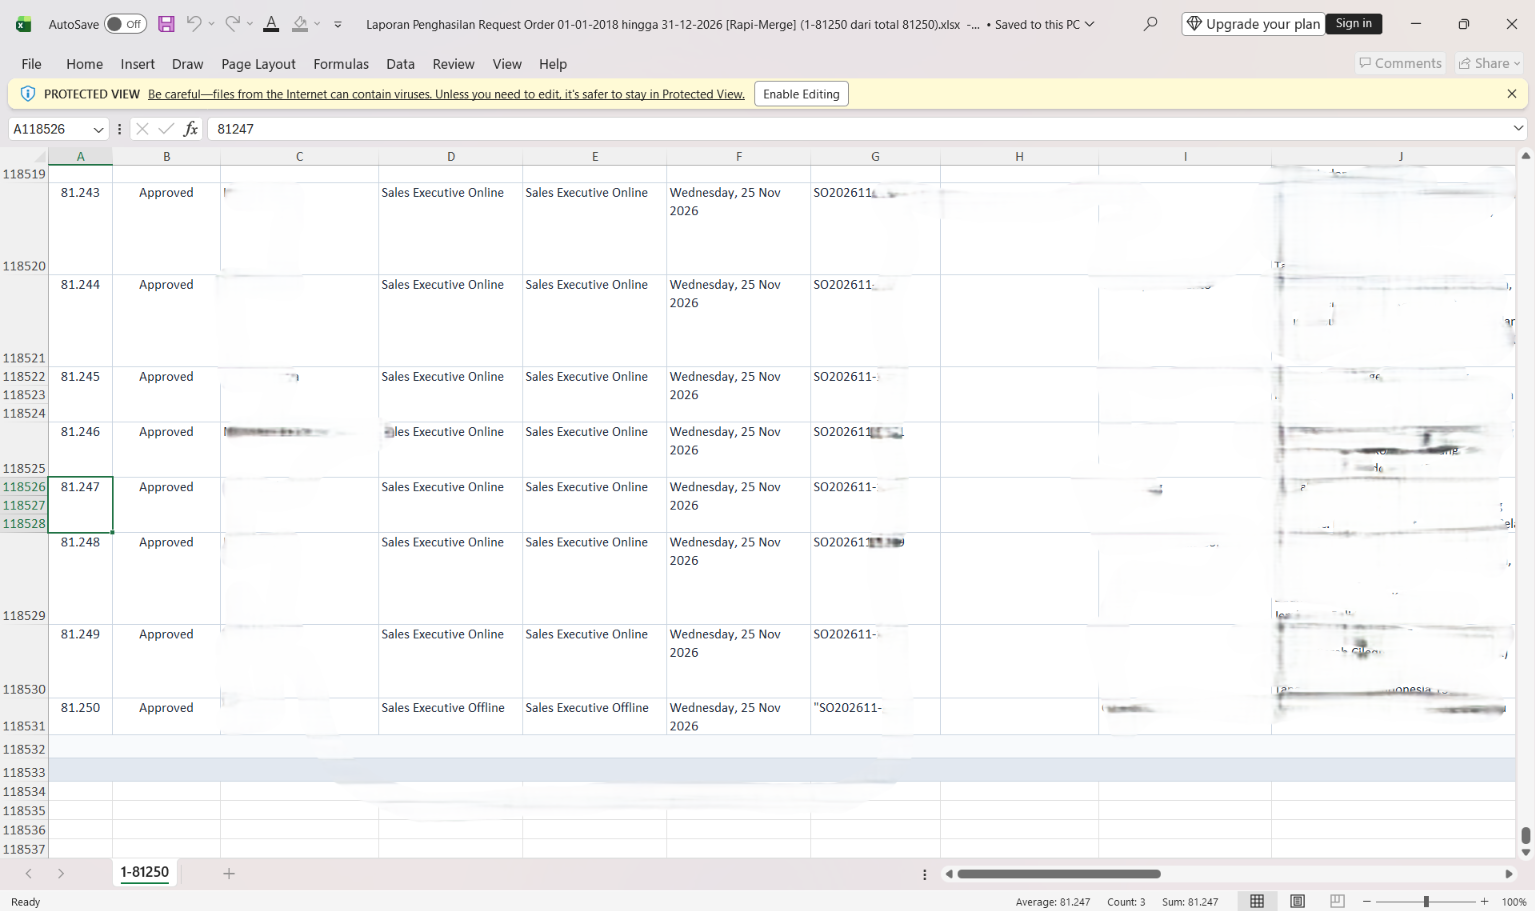 AutoSave Off Laporan Penghasilan Request Order 01-01-2018 hingga 31-12-2026 [Rapi-Merge] (1-81250 dari total 81250).xlsx -... • Saved to this PC Upgrade your plan Sign in
File Home Insert Draw Page Layout Formulas Data Review View Help Comments Share
PROTECTED VIEW Be careful—files from the Internet can contain viruses. Unless you need to edit, it's safer to stay in Protected View. Enable Editing
A118526 fx 81247
A B C D E F G H I J
118519
81.243 Approved Sales Executive Online Sales Executive Online Wednesday, 25 Nov SO202611
2026
118520
81.244 Approved Sales Executive Online Sales Executive Online Wednesday, 25 Nov SO202611-
2026
118521
118522 81.245 Approved Sales Executive Online Sales Executive Online Wednesday, 25 Nov SO202611-
118523 2026
118524
81.246 Approved les Executive Online Sales Executive Online Wednesday, 25 Nov SO202611
2026
118525
118526 81.247 Approved Sales Executive Online Sales Executive Online Wednesday, 25 Nov SO202611-
118527 2026
118528
81.248 Approved Sales Executive Online Sales Executive Online Wednesday, 25 Nov SO202611
2026
118529
81.249 Approved Sales Executive Online Sales Executive Online Wednesday, 25 Nov SO202611-
2026
118530
81.250 Approved Sales Executive Offline Sales Executive Offline Wednesday, 25 Nov "SO202611-
118531 2026
118532
118533
118534
118535
118536
118537
1-81250
Ready Average: 81.247 Count: 3 Sum: 81.247 100%